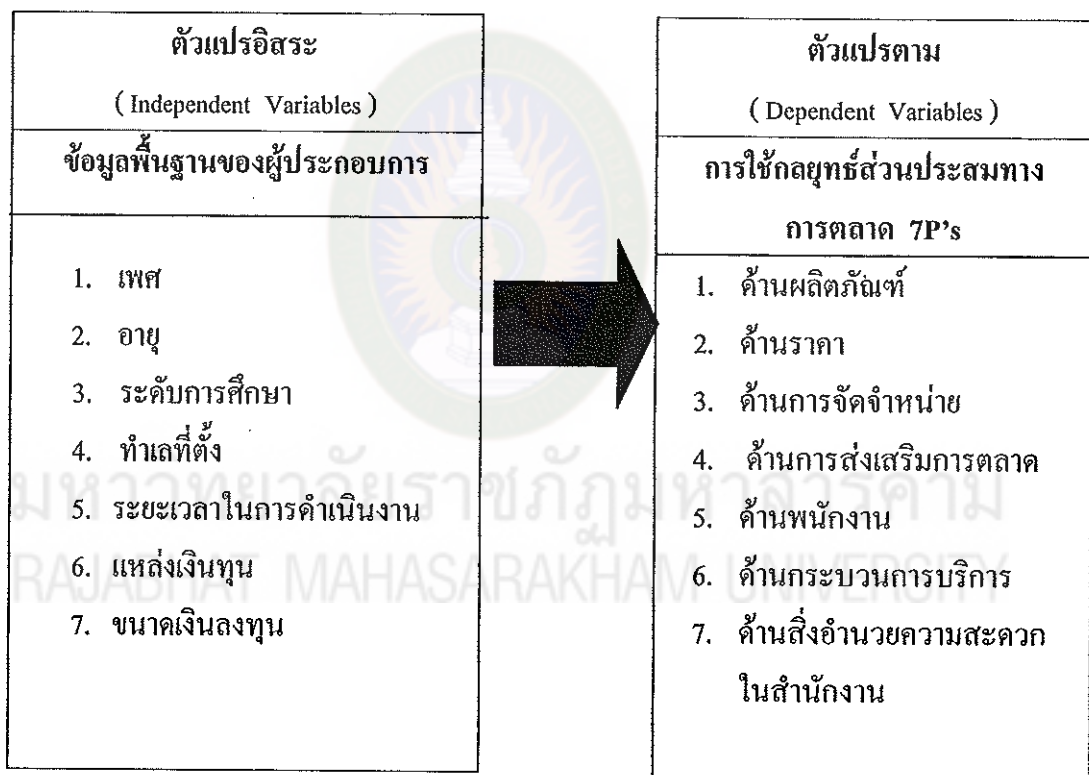 ตัวแปรอิสระ
( Independent Variables )
ข้อมูลพื้นฐานของผู้ประกอบการ
1. เพศ
2. อายุ
3. ระดับการศึกษา
4. ทำเลที่ตั้ง
5. ระยะเวลาในการดำเนินงาน
6. แหล่งเงินทุน
7. ขนาดเงินลงทุน
ตัวแปรตาม
( Dependent Variables )
การใช้กลยุทธ์ส่วนประสมทาง
การตลาด 7P's
1. ด้านผลิตภัณฑ์
2. ด้านราคา
3. ด้านการจัดจำหน่าย
4. ด้านการส่งเสริมการตลาด
5. ด้านพนักงาน
6. ด้านกระบวนการบริการ
7. ด้านสิ่งอำนวยความสะดวก
ในสำนักงาน
มหาวิทยาลัยราชภัฏมหาสารคาม
RAJABHAT MAHASARAKHAM UNIVERSITY